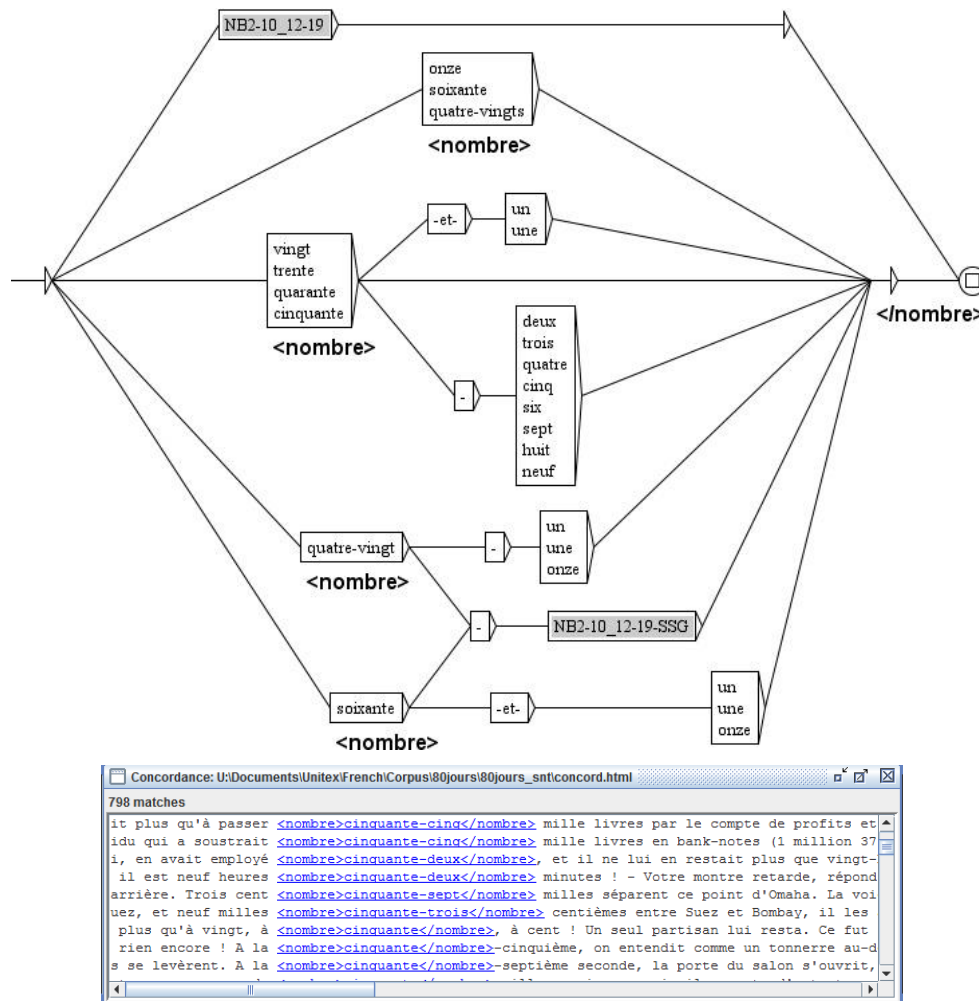 NB2-10_12-19
onze
soixante
quatre-vingts
<nombre>
-et-
un
une
vingt
trente
quarante
cinquante
<nombre>
</nombre>
deux
trois
quatre
cinq
six
sept
huit
neuf
-
un
une
onze
quatre-vingt
-
<nombre>
-
NB2-10_12-19-SSG
soixante
-et-
un
une
onze
<nombre>
Concordance: U:\Documents\Unitex\French\Corpus\80jours\80jours_snt\concord.html
798 matches
it plus qu'à passer <nombre>cinquante-cinq</nombre> mille livres par le compte de profits et
idu qui a soustrait <nombre>cinquante-cinq</nombre> mille livres en bank-notes (1 million 37
i, en avait employé <nombre>cinquante-deux</nombre>, et il ne lui en restait plus que vingt-
il est neuf heures <nombre>cinquante-deux</nombre> minutes ! - Votre montre retarde, répond
arrière. Trois cent <nombre>cinquante-sept</nombre> milles séparent ce point d'Omaha. La voi
uez, et neuf milles <nombre>cinquante-trois</nombre> centièmes entre Suez et Bombay, il les
plus qu'à vingt, à <nombre>cinquante</nombre>, à cent ! Un seul partisan lui resta. Ce fut
rien encore ! A la <nombre>cinquante</nombre>-cinquième, on entendit comme un tonnerre au-d
s se levèrent. A la <nombre>cinquante</nombre>-septième seconde, la porte du salon s'ouvrit,